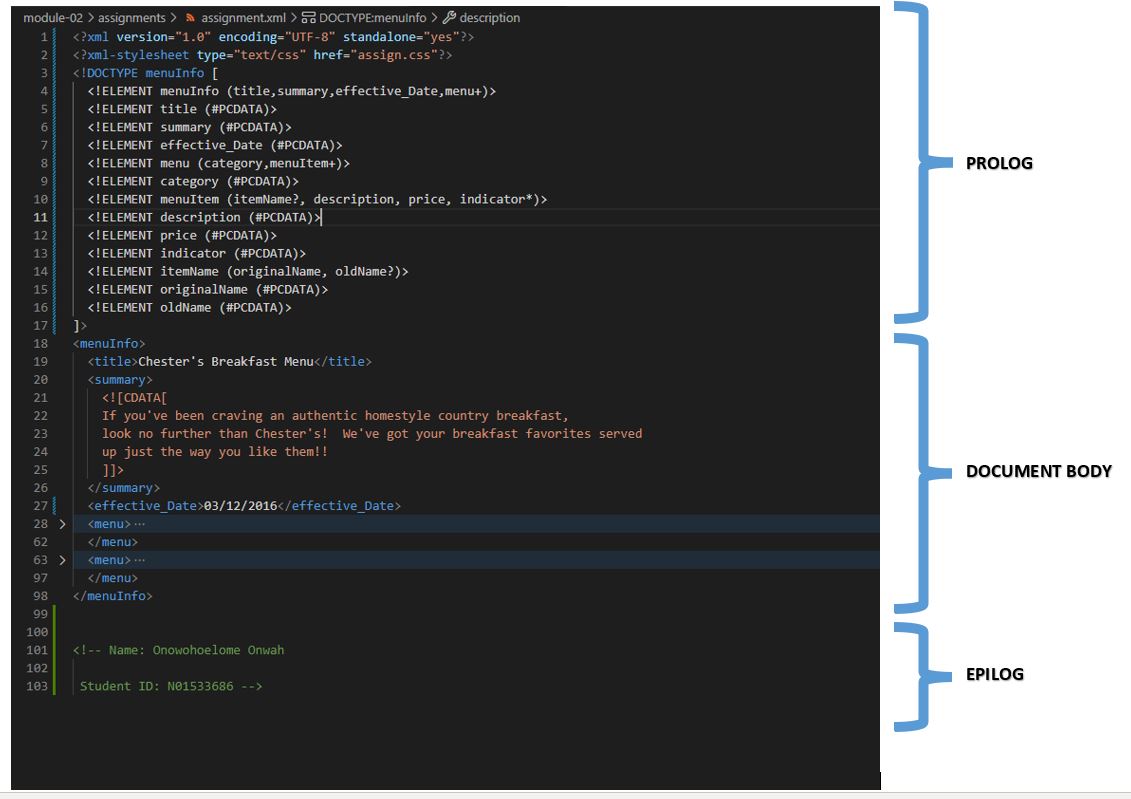 module-02 > assignments > assignment.xml > DOCTYPE:menuInfo > description
1 <?xml version="1.0" encoding="UTF-8" standalone="yes"?>
2 <?xml-stylesheet type="text/css" href="assign.css"?>
3 <!DOCTYPE menuInfo [
4 <!ELEMENT menuInfo (title,summary,effective_Date,menu+)>
5 <!ELEMENT title (#PCDATA)>
6 <!ELEMENT summary (#PCDATA)>
7 <!ELEMENT effective_Date (#PCDATA)>
8 <!ELEMENT menu (category,menuItem+)>
9 <!ELEMENT category (#PCDATA)>
10 <!ELEMENT menuItem (itemName?, description, price, indicator*)>
11 <!ELEMENT description (#PCDATA)>
12 <!ELEMENT price (#PCDATA)>
13 <!ELEMENT indicator (#PCDATA)>
14 <!ELEMENT itemName (originalName, oldName?)>
15 <!ELEMENT originalName (#PCDATA)>
16 <!ELEMENT oldName (#PCDATA)>
17 ]>
18 <menuInfo>
19 <title>Chester's Breakfast Menu</title>
20 <summary>
21 <![CDATA[
22 If you've been craving an authentic homestyle country breakfast,
23 look no further than Chester's!  We've got your breakfast favorites served
24 up just the way you like them!!
25 ]]>
26 </summary>
27 <effective_Date>03/12/2016</effective_Date>
28 > <menu>···
62 </menu>
63 > <menu>···
97 </menu>
98 </menuInfo>
99
100
101 <!-- Name: Onowohoelome Onwah
102
103 Student ID: N01533686 -->
PROLOG
DOCUMENT BODY
EPILOG